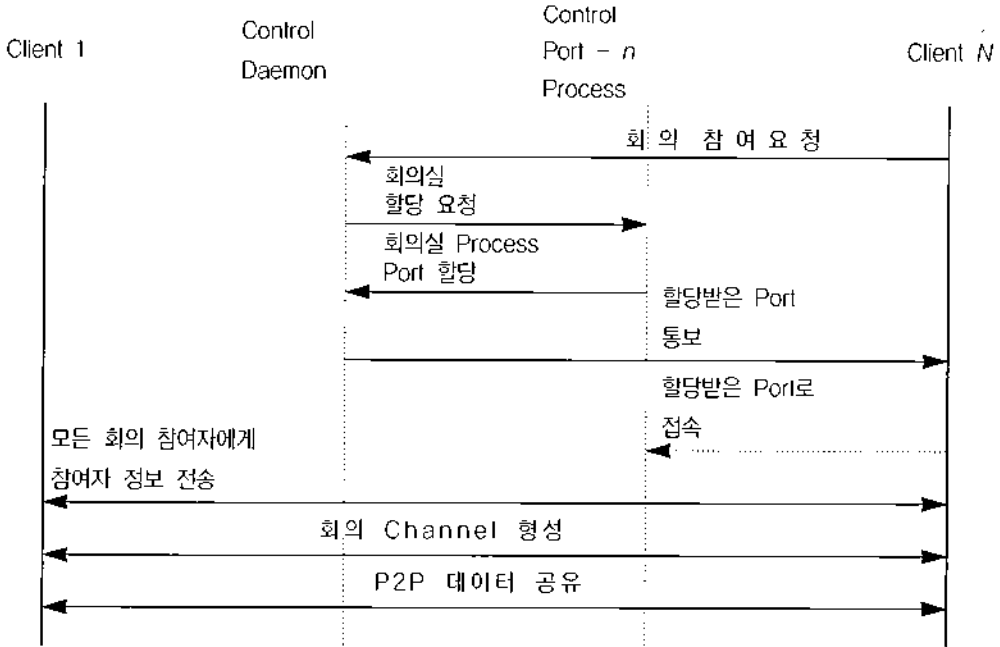 Client 1
Control
Daemon
Control
Port - n
Process
Client N
회의 참여요청
회의실
할당 요청
회의실 Process
Port 할당
할당받은 Port
통보
할당받은 Port로
접속
모든 회의 참여자에게
참여자 정보 전송
회의 Channel 형성
P2P 데이터 공유